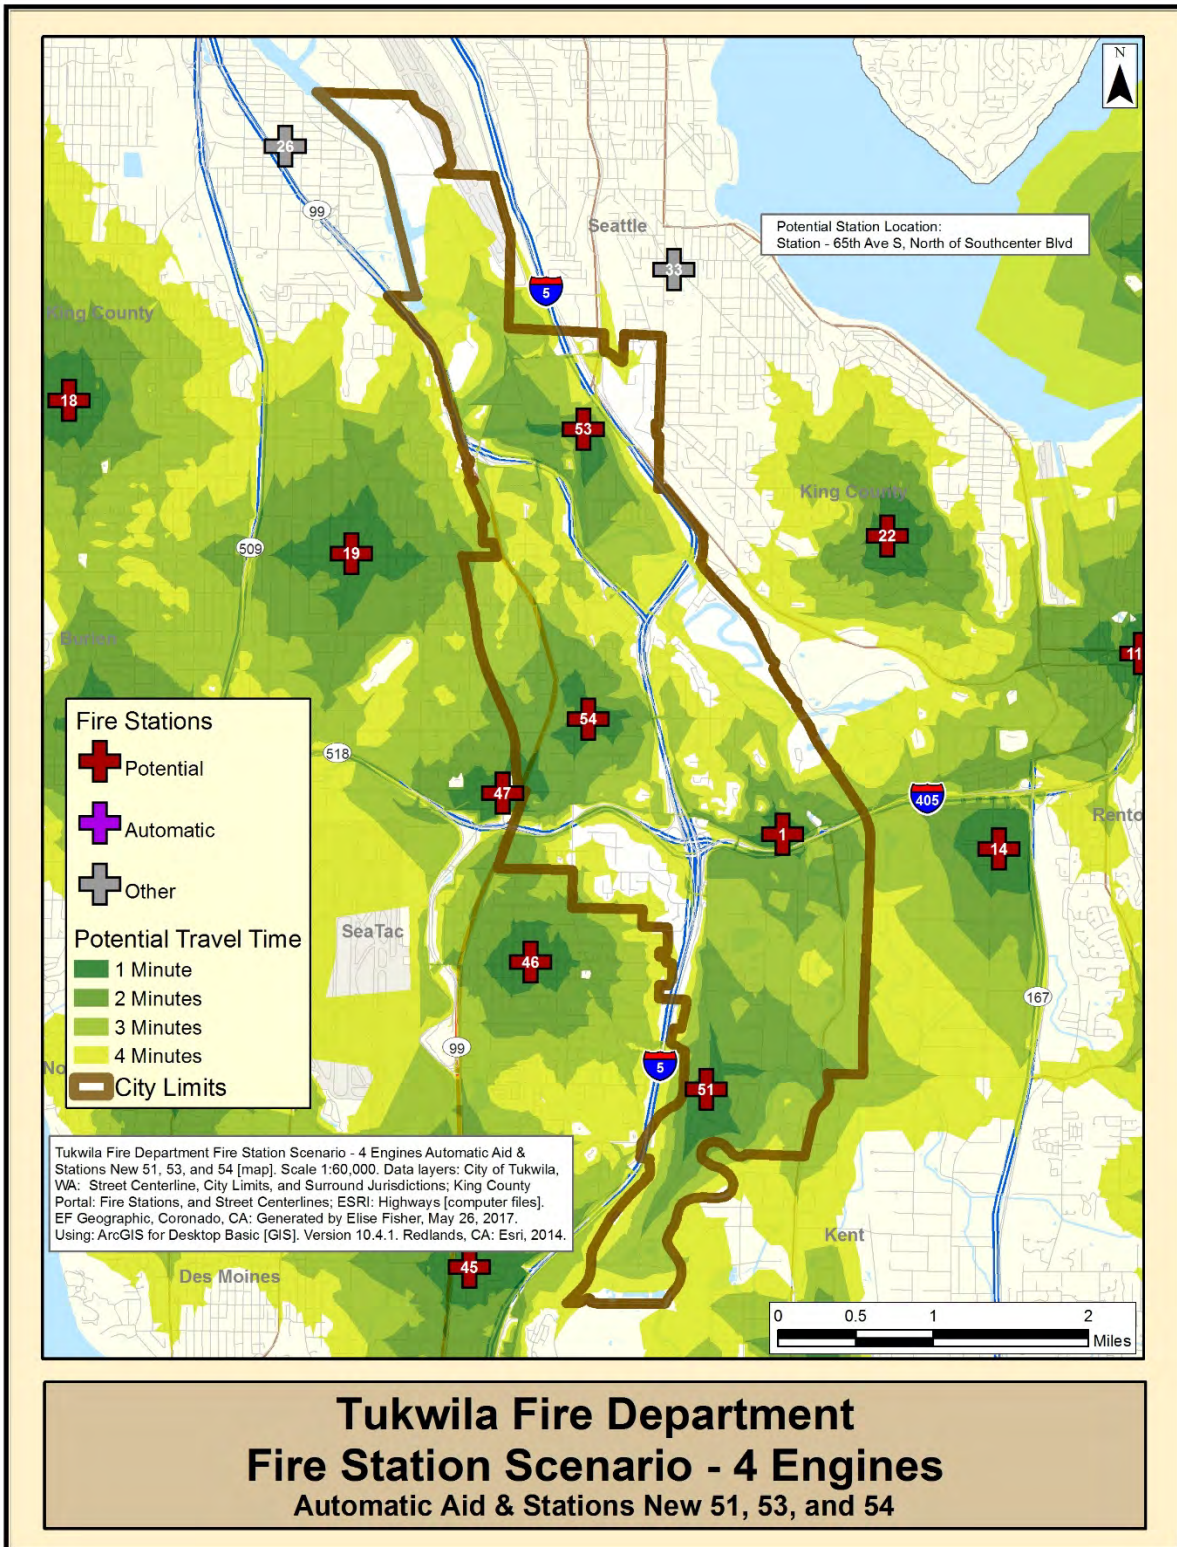 N
26
99
Seattle
33
Potential Station Location:
Station - 65th Ave S, North of Southcenter Blvd
5
King County
18
53
King County
22
19
509
11
Fire Stations
Potential
Automatic
Other
Potential Travel Time
1 Minute
2 Minutes
3 Minutes
4 Minutes
City Limits
54
518
47
405
1
14
Rento
SeaTac
46
167
99
No
5
51
Tukwila Fire Department Fire Station Scenario - 4 Engines Automatic Aid &
Stations New 51, 53, and 54 [map]. Scale 1:60,000. Data layers: City of Tukwila,
WA: Street Centerline, City Limits, and Surround Jurisdictions; King County
Portal: Fire Stations, and Street Centerlines; ESRI: Highways [computer files].
EF Geographic, Coronado, CA: Generated by Elise Fisher, May 26, 2017.
Using: ArcGIS for Desktop Basic [GIS]. Version 10.4.1. Redlands, CA: Esri, 2014.
Kent
45
Des Moines
0 0.5 1 2
Miles
Tukwila Fire Department
Fire Station Scenario - 4 Engines
Automatic Aid & Stations New 51, 53, and 54